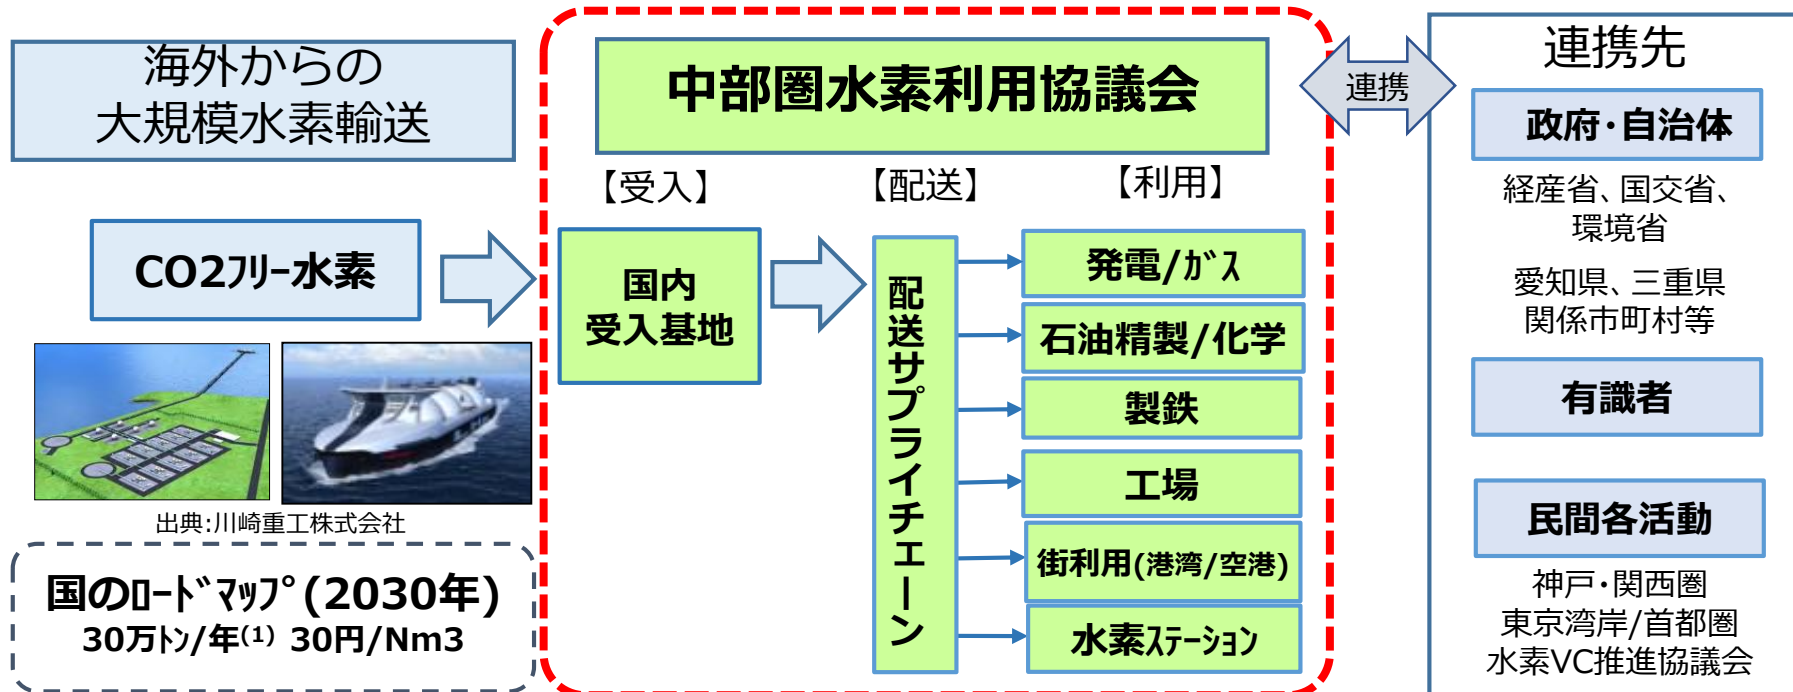 海外からの
大規模水素輸送
CO2ﾌﾘｰ水素
出典:川崎重工株式会社
国のﾛｰﾄﾞﾏｯﾌﾟ(2030年)
30万ﾄﾝ/年(1) 30円/Nm3
中部圏水素利用協議会
【受入】
【配送】
【利用】
国内
受入基地
配送サプライチェーン
発電/ｶﾞｽ
石油精製/化学
製鉄
工場
街利用(港湾/空港)
水素ｽﾃｰｼｮﾝ
連携
連携先
政府･自治体
経産省、国交省、
環境省
愛知県、三重県
関係市町村等
有識者
民間各活動
神戸・関西圏
東京湾岸/首都圏
水素VC推進協議会